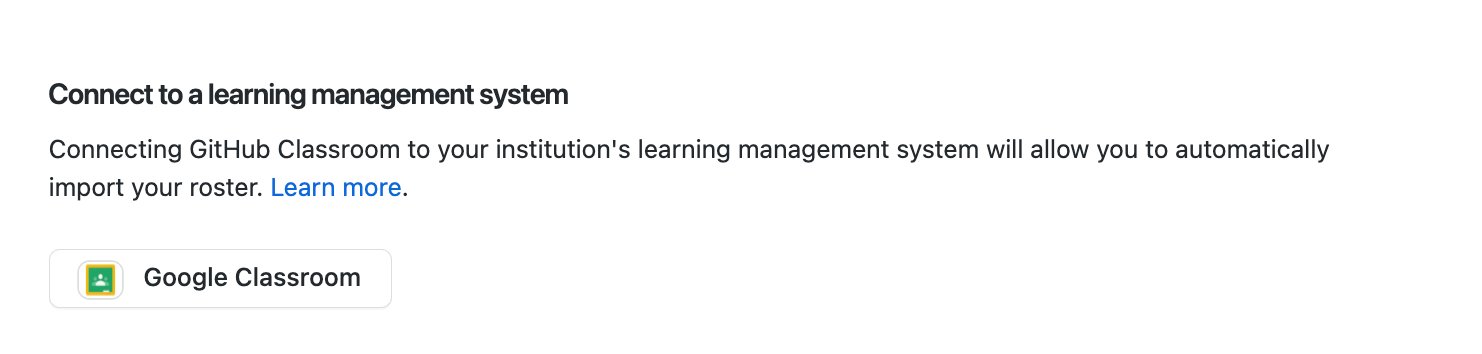 Connect to a learning management system
Connecting GitHub Classroom to your institution's learning management system will allow you to automatically
import your roster. Learn more.
Google Classroom